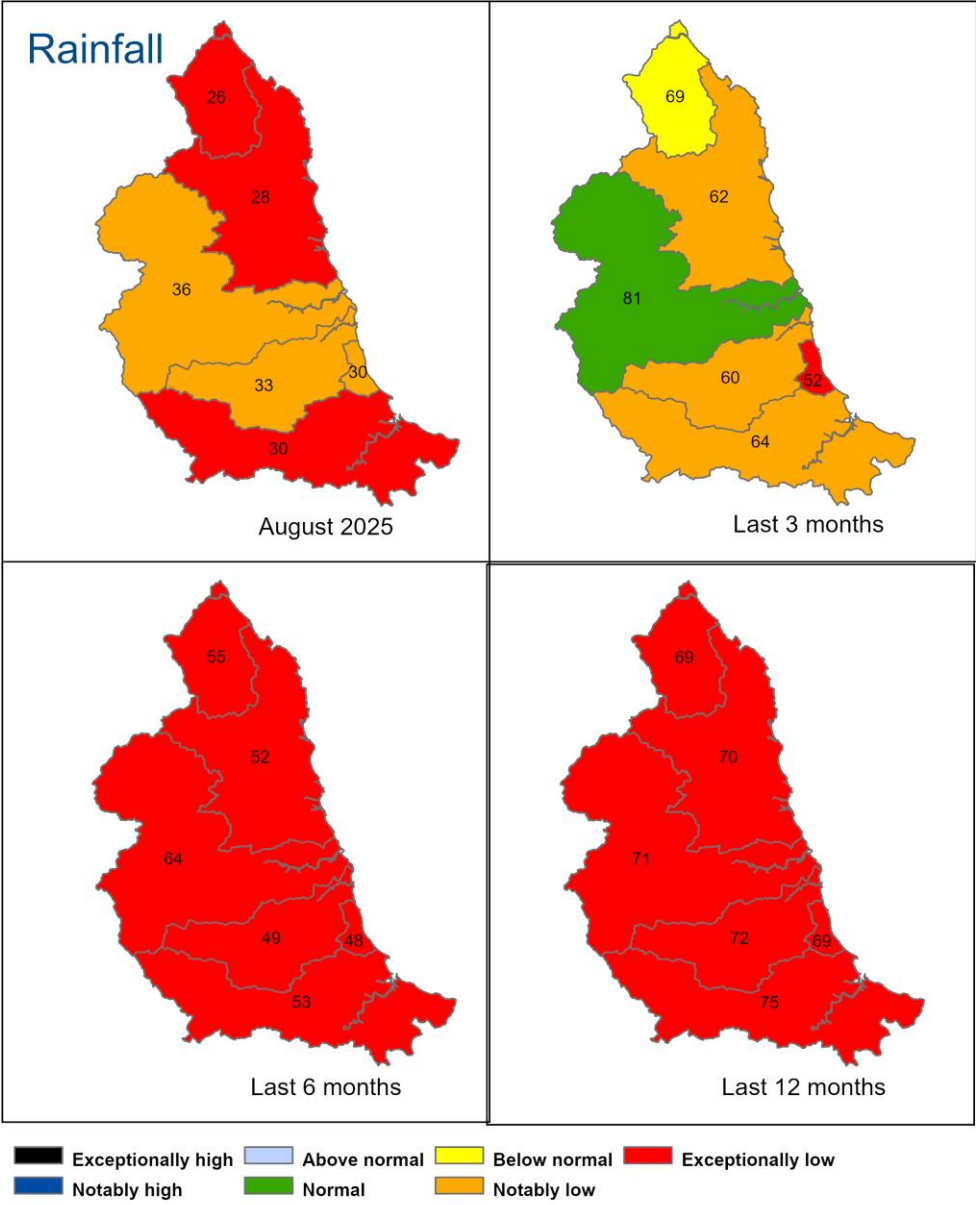 Rainfall
26
28
36
30
33
30
August 2025
69
62
81
60
52
64
Last 3 months
55
52
64
49
48
53
Last 6 months
69
70
71
72
69
75
Last 12 months
Exceptionally high
Above normal
Below normal
Exceptionally low
Notably high
Normal
Notably low